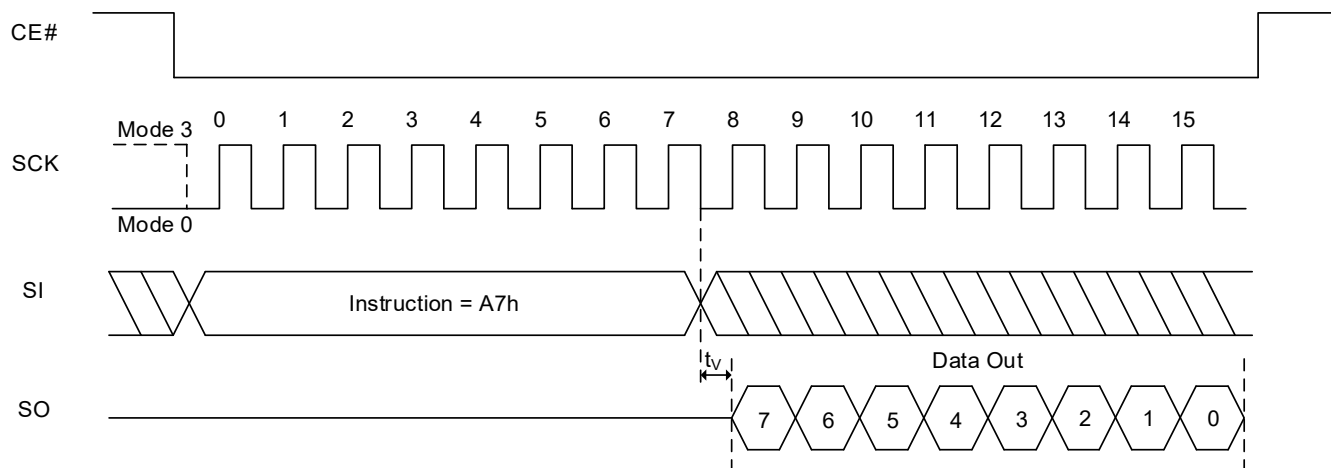 CE#
Mode 3 0 1 2 3 4 5 6 7 8 9 10 11 12 13 14 15
SCK
Mode 0
SI Instruction = A7h
tV Data Out
SO 7 6 5 4 3 2 1 0